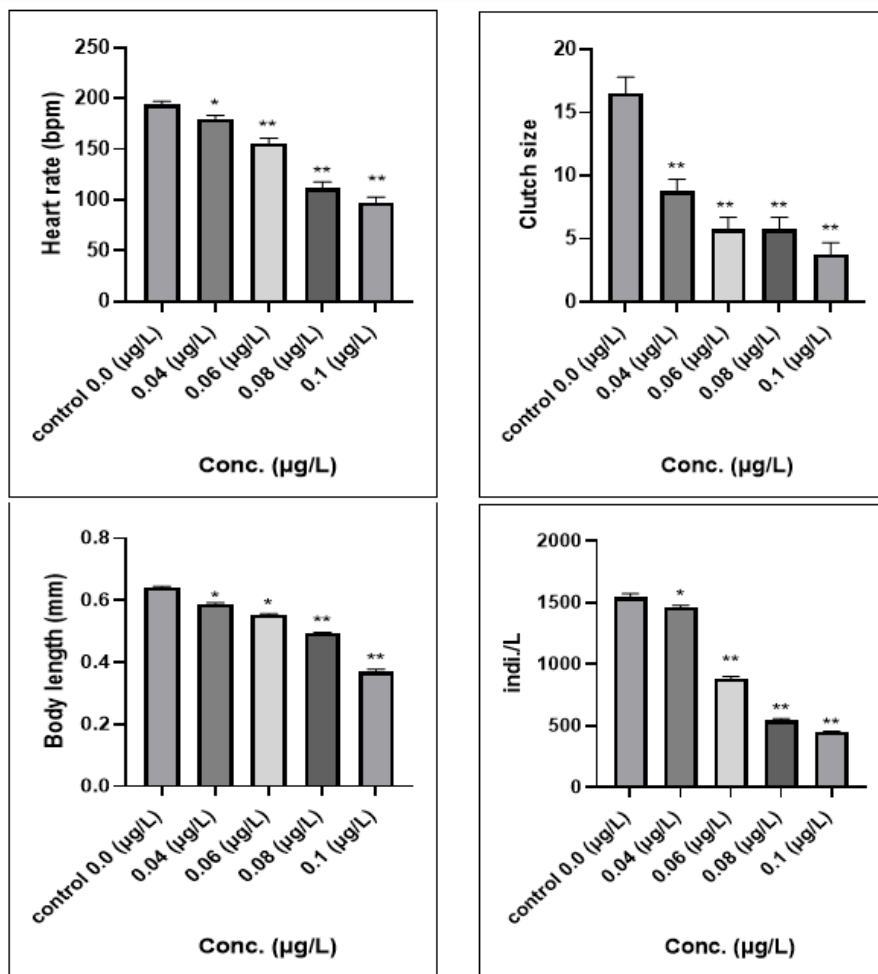 250
200
150
100
50
0
Heart rate (bpm)
*
**
**
**
control 0.0 (µg/L)
0.04 (µg/L)
0.06 (µg/L)
0.08 (µg/L)
0.1 (µg/L)
Conc. (µg/L)
20
15
10
5
0
Clutch size
**
**
**
**
control 0.0 (µg/L)
0.04 (µg/L)
0.06 (µg/L)
0.08 (µg/L)
0.1 (µg/L)
Conc. (µg/L)
0.8
0.6
0.4
0.2
0.0
Body length (mm)
*
*
**
**
control 0.0 (µg/L)
0.04 (µg/L)
0.06 (µg/L)
0.08 (µg/L)
0.1 (µg/L)
Conc. (µg/L)
2000
1500
1000
500
0
indi./L
*
**
**
**
control 0.0 (µg/L)
0.04 (µg/L)
0.06 (µg/L)
0.08 (µg/L)
0.1 (µg/L)
Conc. (µg/L)